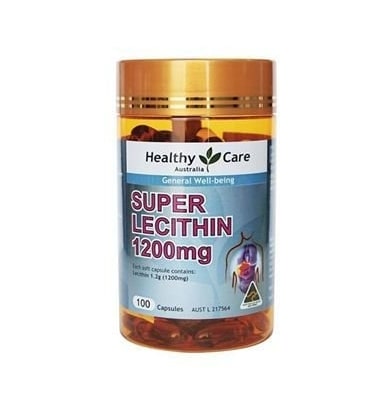 Healthy Care
Australia
General Well-being
SUPER
LECITHIN
1200mg
Each soft capsule contains:
Lecithin 1.2g (1200mg)
100 Capsules AUST L 217564